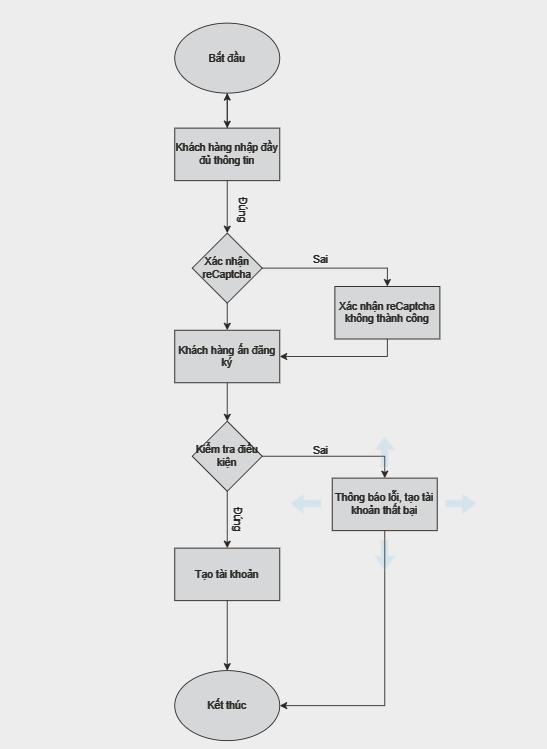 Bắt đầu
Khách hàng nhập đầy
đủ thông tin
Đúng
Xác nhận
reCaptcha
Sai
Xác nhận reCaptcha
không thành công
Khách hàng ấn đăng
ký
Kiểm tra điều
kiện
Sai
Thông báo lỗi, tạo tài
khoản thất bại
Đúng
Tạo tài khoản
Kết thúc